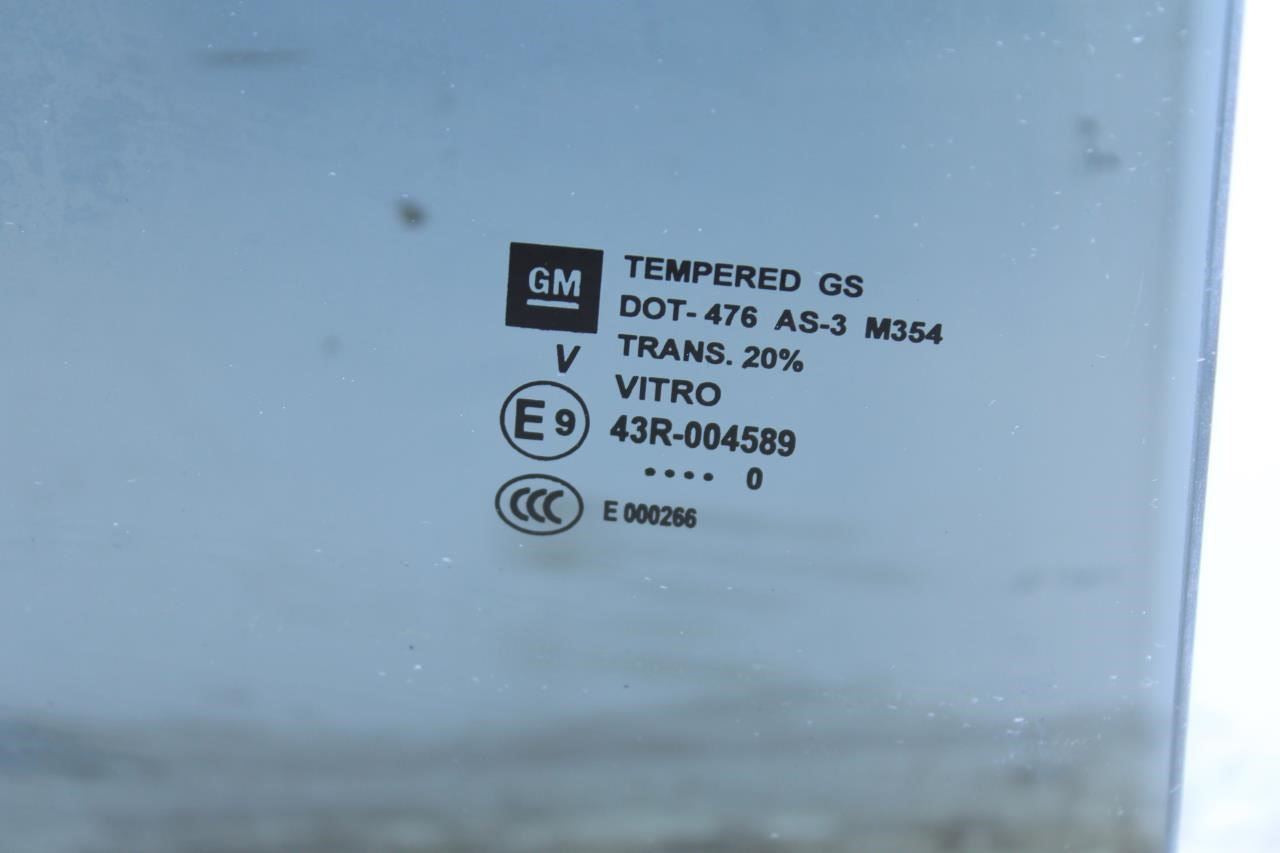 GM
TEMPERED GS
DOT- 476 AS-3 M354
TRANS. 20%
V
VITRO
E 9
43R-004589
•••• 0
CCC
E 000266